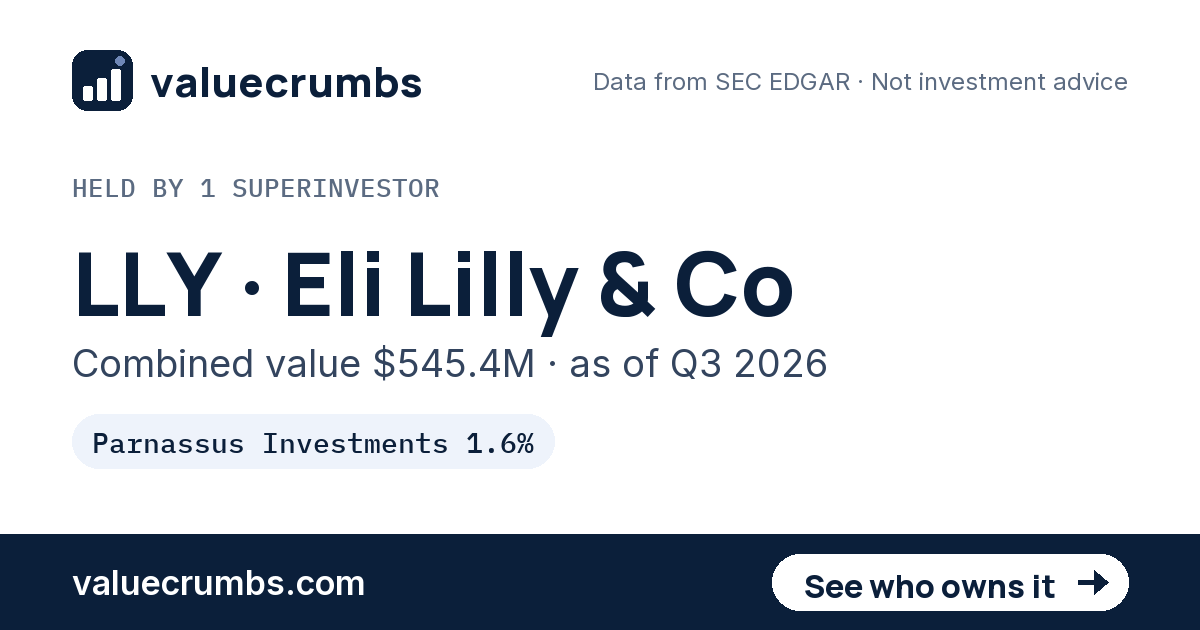 valuecrumbs
Data from SEC EDGAR · Not investment advice
HELD BY 1 SUPERINVESTOR
LLY · Eli Lilly & Co
Combined value $545.4M · as of Q3 2026
Parnassus Investments 1.6%
valuecrumbs.com
See who owns it →